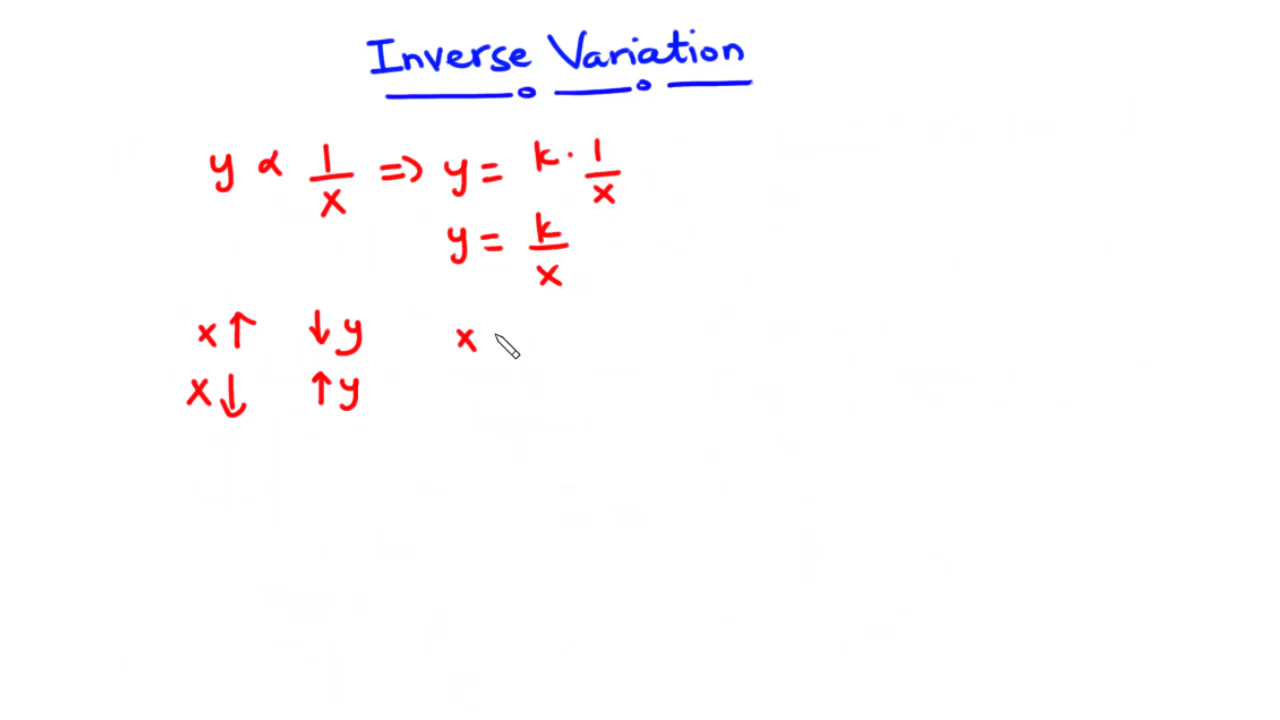 Inverse Variation
y ∝ 1/x => y = k · 1/x
y = k/x
x↑ ↓y x
x↓ ↑y